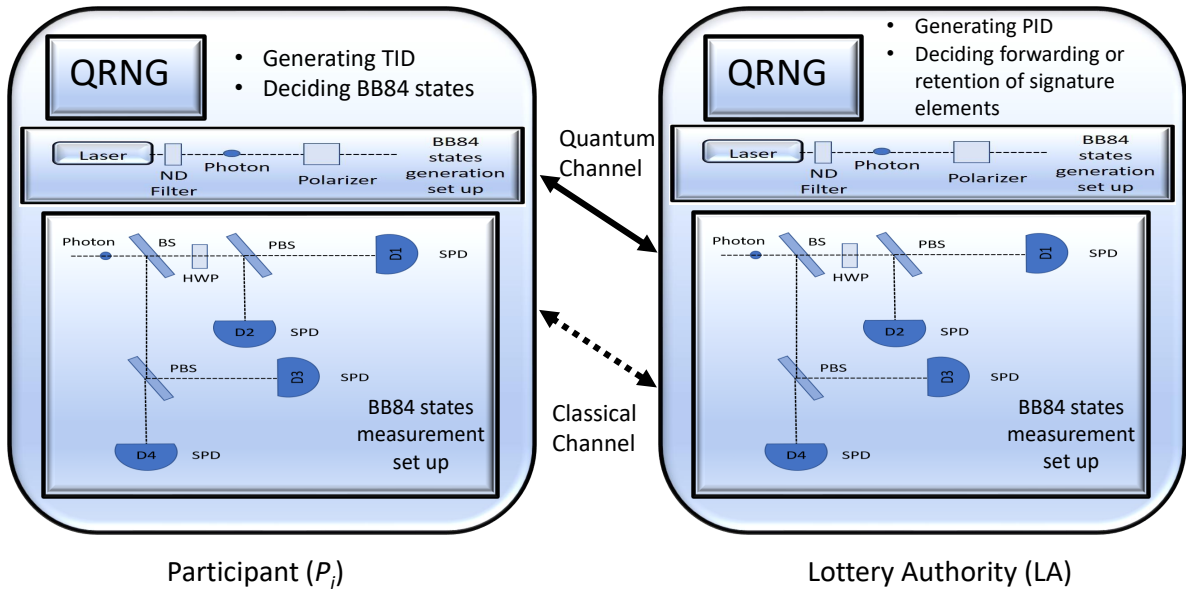 QRNG
• Generating TID
• Deciding BB84 states
Laser
ND
Filter
Photon
Polarizer
BB84
states
generation
set up
Photon
BS
HWP
PBS
D1
SPD
D2
SPD
PBS
D3
SPD
D4
SPD
BB84 states
measurement
set up
Participant (Pi)
Quantum
Channel
Classical
Channel
QRNG
• Generating PID
• Deciding forwarding or
retention of signature
elements
Laser
ND
Filter
Photon
Polarizer
BB84
states
generation
set up
Photon
BS
HWP
PBS
D1
SPD
D2
SPD
PBS
D3
SPD
D4
SPD
BB84 states
measurement
set up
Lottery Authority (LA)